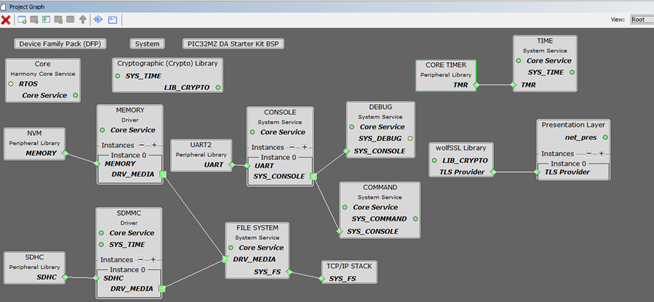 Project Graph
View: Root
Device Family Pack (DFP)
System
PIC32MZ DA Starter Kit BSP
Core
Harmony Core Service
RTOS
Core Service
Cryptographic (Crypto) Library
SYS_TIME
LIB_CRYPTO
CORE TIMER
Peripheral Library
TMR
TIME
System Service
Core Service
SYS_TIME
TMR
MEMORY
Driver
Core Service
Instances
Instance 0
MEMORY
DRV_MEDIA
NVM
Peripheral Library
MEMORY
UART2
Peripheral Library
UART
CONSOLE
System Service
Core Service
Instances
Instance 0
UART
SYS_CONSOLE
DEBUG
System Service
Core Service
SYS_DEBUG
SYS_CONSOLE
COMMAND
System Service
Core Service
SYS_COMMAND
SYS_CONSOLE
wolfSSL Library
LIB_CRYPTO
TLS Provider
Presentation Layer
net_pres
Instances
Instance 0
TLS Provider
SDMMC
Driver
Core Service
SYS_TIME
Instances
Instance 0
SDHC
DRV_MEDIA
SDHC
Peripheral Library
SDHC
FILE SYSTEM
System Service
Core Service
DRV_MEDIA
SYS_FS
TCP/IP STACK
SYS_FS